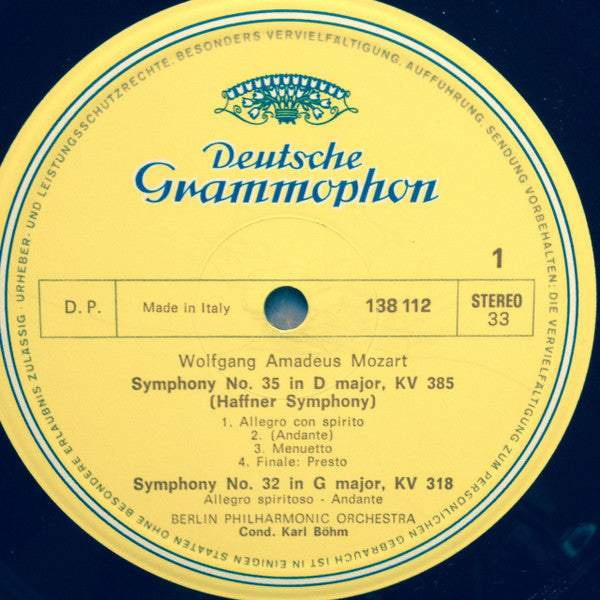 URHEBER- UND LEISTUNGSSCHUTZRECHTE, BESONDERS VERVIELFÄLTIGUNG, AUFFÜHRUNG, SENDUNG VORBEHALTEN; DIE VERVIELFÄLTIGUNG ZUM PERSÖNLICHEN GEBRAUCH IST IN EINIGEN STAATEN OHNE BESONDERE ERLAUBNIS ZULÄSSIG ·
Deutsche
Grammophon
1
D. P. Made in Italy 138 112 STEREO
33
Wolfgang Amadeus Mozart
Symphony No. 35 in D major, KV 385
(Haffner Symphony)
1. Allegro con spirito
2. (Andante)
3. Menuetto
4. Finale: Presto
Symphony No. 32 in G major, KV 318
Allegro spiritoso - Andante
BERLIN PHILHARMONIC ORCHESTRA
Cond. Karl Böhm